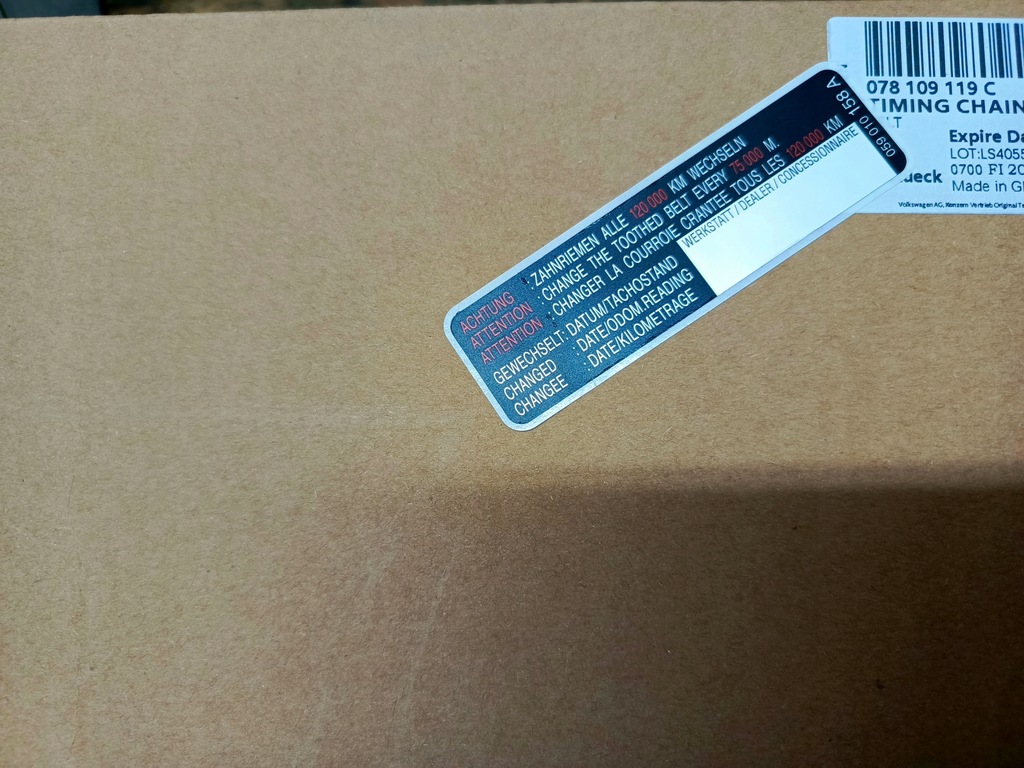 078 109 119 C
TIMING CHAIN
LT
Expire Da
LOT:LS4055
0700 FI 20
ueck
Made in G
Volkswagen AG, Konzern Vertrieb Original Te
059 010 158 A
ACHTUNG : ZAHNRIEMEN ALLE 120 000 KM WECHSELN
ATTENTION : CHANGE THE TOOTHED BELT EVERY 75 000 M.
ATTENTION : CHANGER LA COURROIE CRANTEE TOUS LES 120 000 KM
WERKSTATT / DEALER / CONCESSIONNAIRE
GEWECHSELT: DATUM/TACHOSTAND
CHANGED : DATE/ODOM.READING
CHANGEE : DATE/KILOMETRAGE